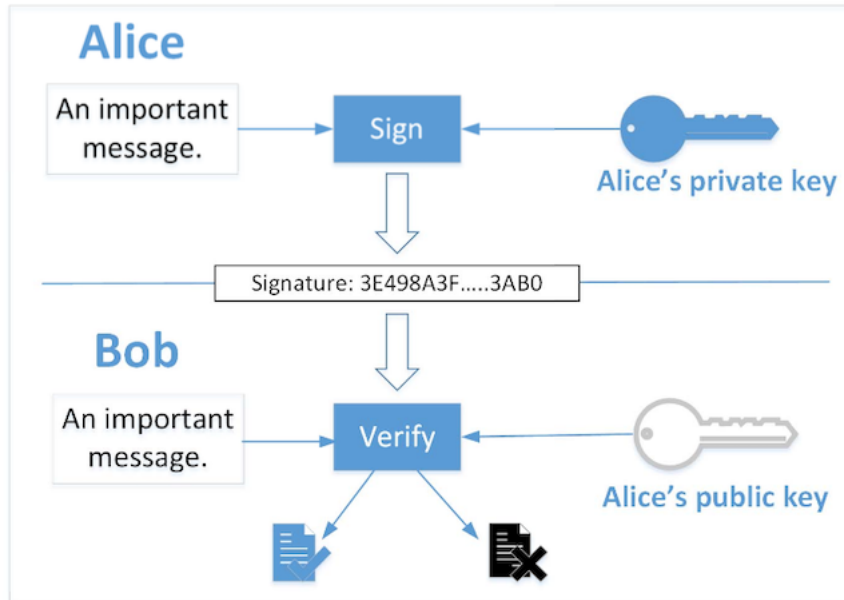 Alice
An important
message.
Sign
Alice's private key
Signature: 3E498A3F.....3AB0
Bob
An important
message.
Verify
Alice's public key